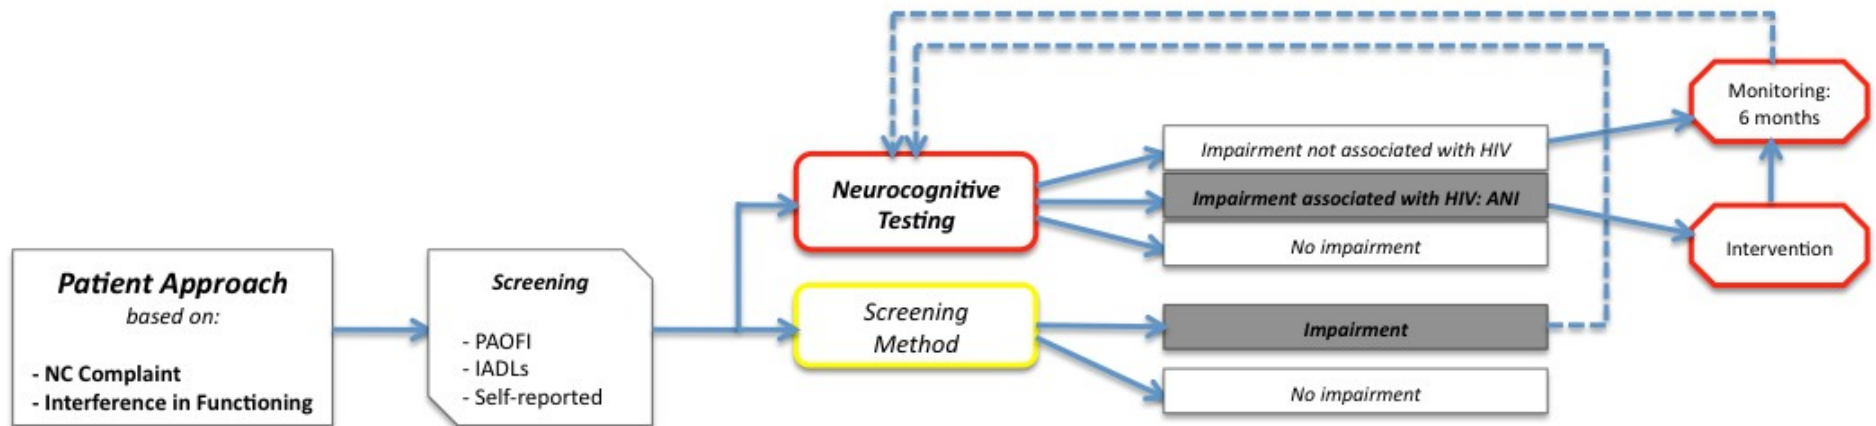 Patient Approach
based on:
- NC Complaint
- Interference in Functioning
Screening
- PAOFI
- IADLs
- Self-reported
Neurocognitive
Testing
Screening
Method
Impairment not associated with HIV
Impairment associated with HIV: ANI
No impairment
Impairment
No impairment
Monitoring:
6 months
Intervention